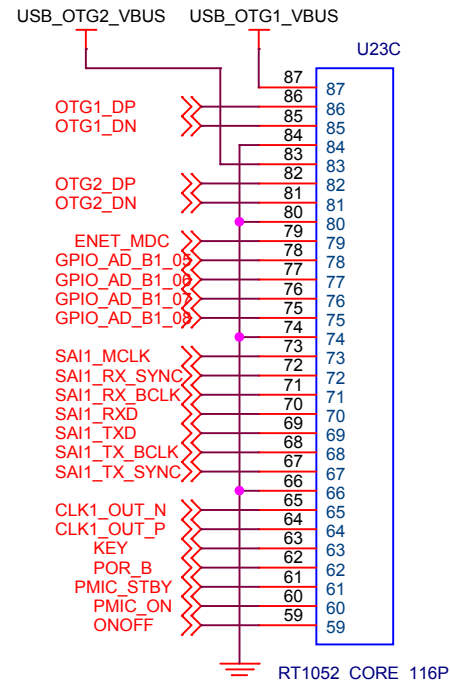 USB_OTG2_VBUS USB_OTG1_VBUS
U23C
87 87
OTG1_DP 86 86
OTG1_DN 85 85
84 84
83 83
OTG2_DP 82 82
OTG2_DN 81 81
80 80
ENET_MDC 79 79
GPIO_AD_B1_05 78 78
GPIO_AD_B1_06 77 77
GPIO_AD_B1_07 76 76
GPIO_AD_B1_08 75 75
74 74
SAI1_MCLK 73 73
SAI1_RX_SYNC 72 72
SAI1_RX_BCLK 71 71
SAI1_RXD 70 70
SAI1_TXD 69 69
SAI1_TX_BCLK 68 68
SAI1_TX_SYNC 67 67
66 66
CLK1_OUT_N 65 65
CLK1_OUT_P 64 64
KEY 63 63
POR_B 62 62
PMIC_STBY 61 61
PMIC_ON 60 60
ONOFF 59 59
RT1052_CORE_116P